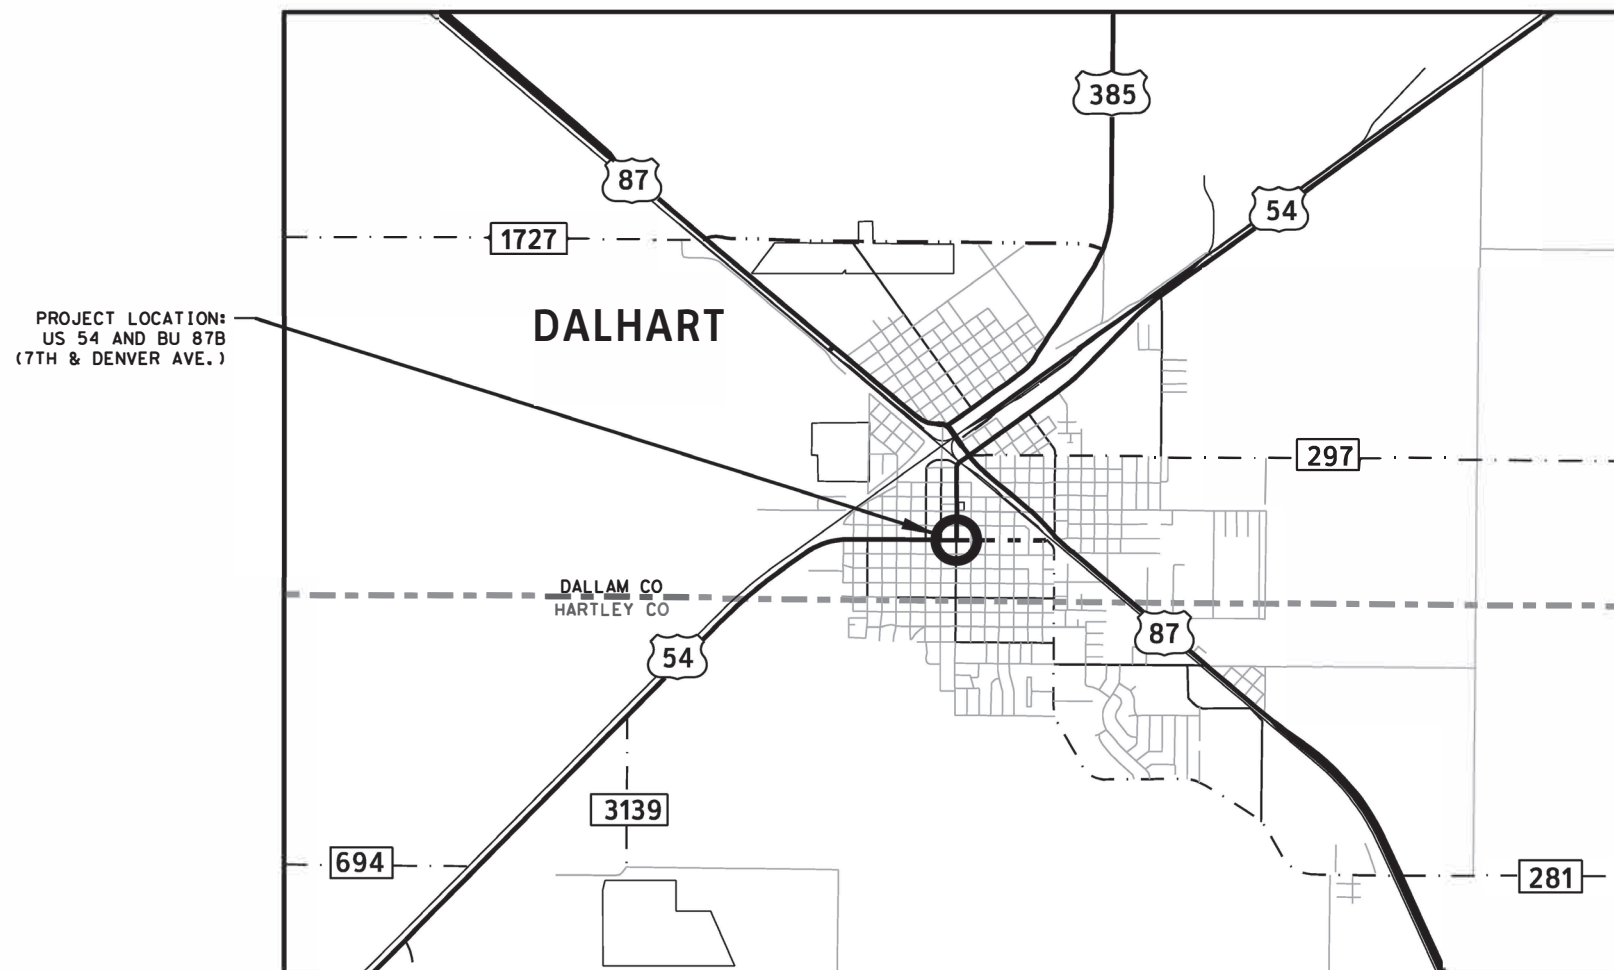 385
87
54
1727
DALHART
PROJECT LOCATION:
US 54 AND BU 87B
(7TH & DENVER AVE.)
297
DALLAM CO
HARTLEY CO
87
54
3139
694
281